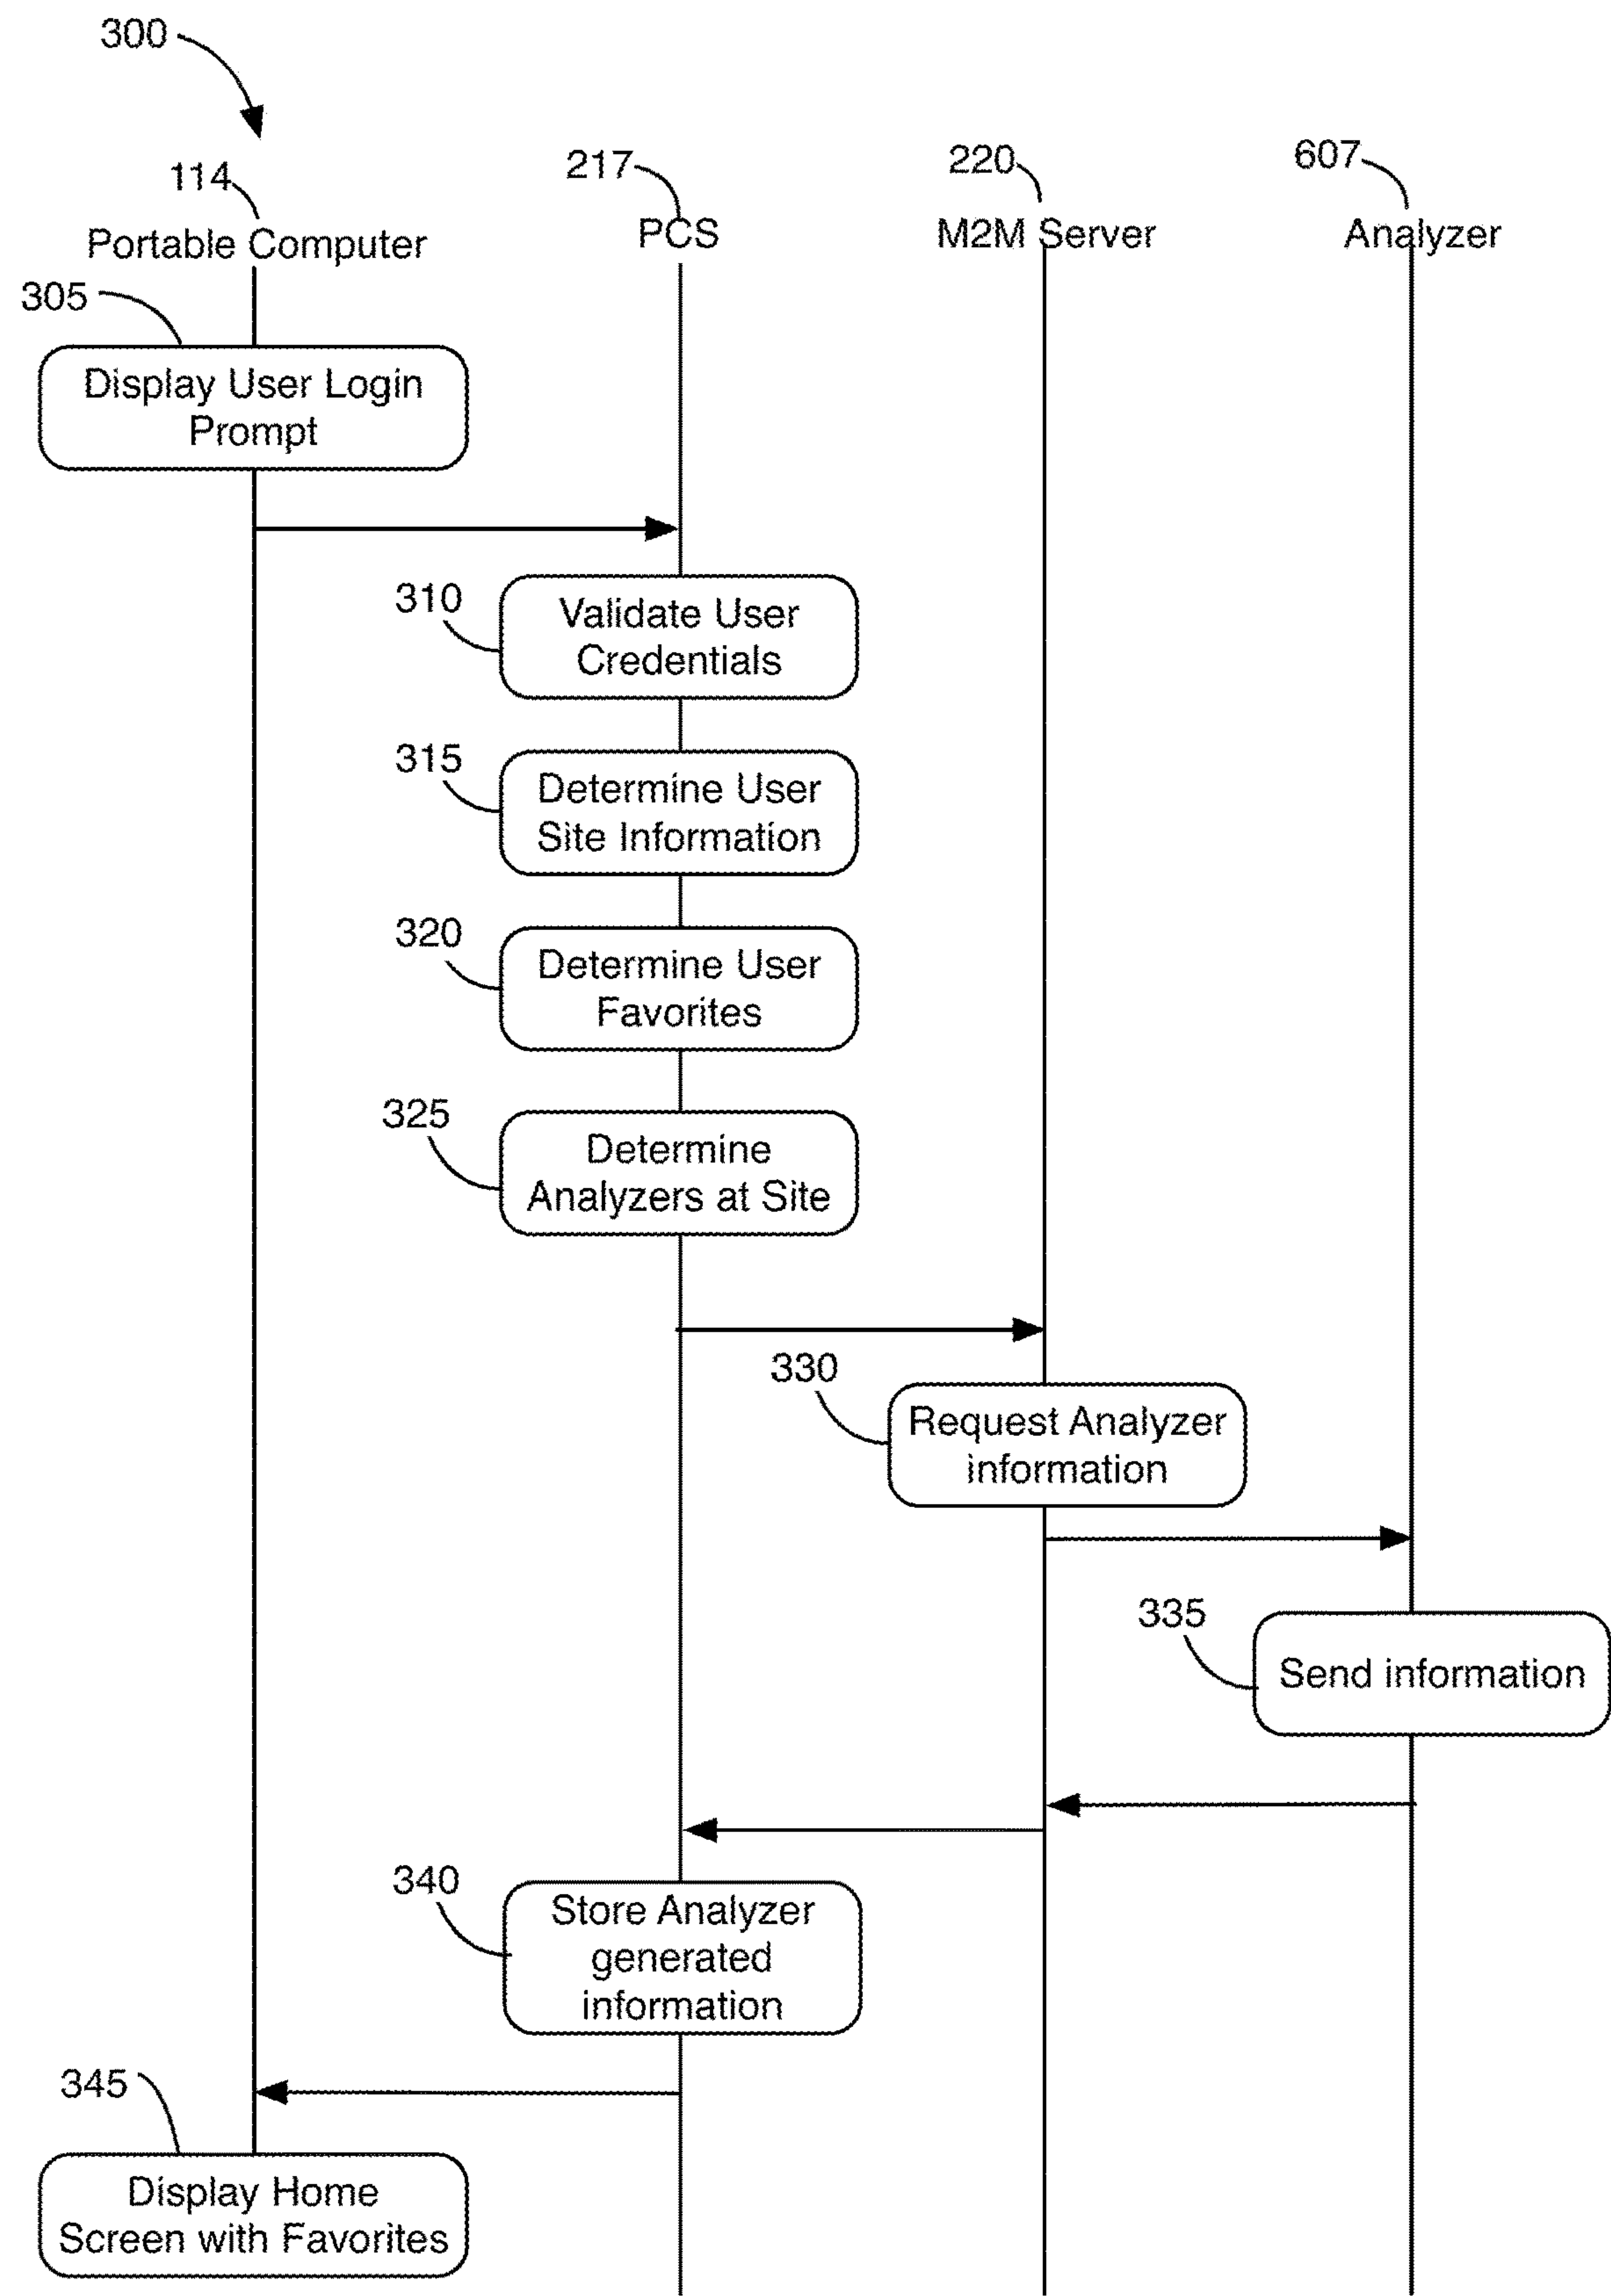 300
114
217
220
607
Portable Computer
PCS
M2M Server
Analyzer
305
Display User Login
Prompt
310
Validate User
Credentials
315
Determine User
Site Information
320
Determine User
Favorites
325
Determine
Analyzers at Site
330
Request Analyzer
information
335
Send information
340
Store Analyzer
generated
information
345
Display Home
Screen with Favorites